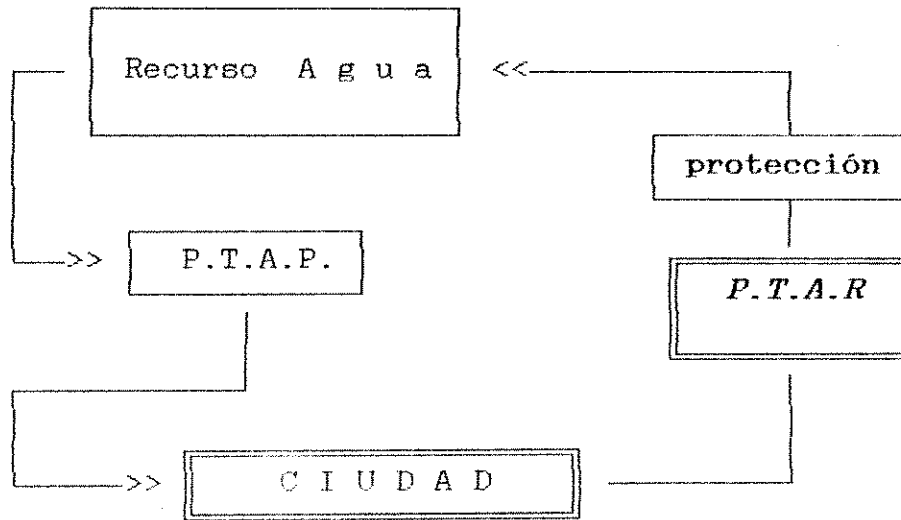 Recurso A g u a <<
protección
>> P.T.A.P.
P.T.A.R
>> C I U D A D